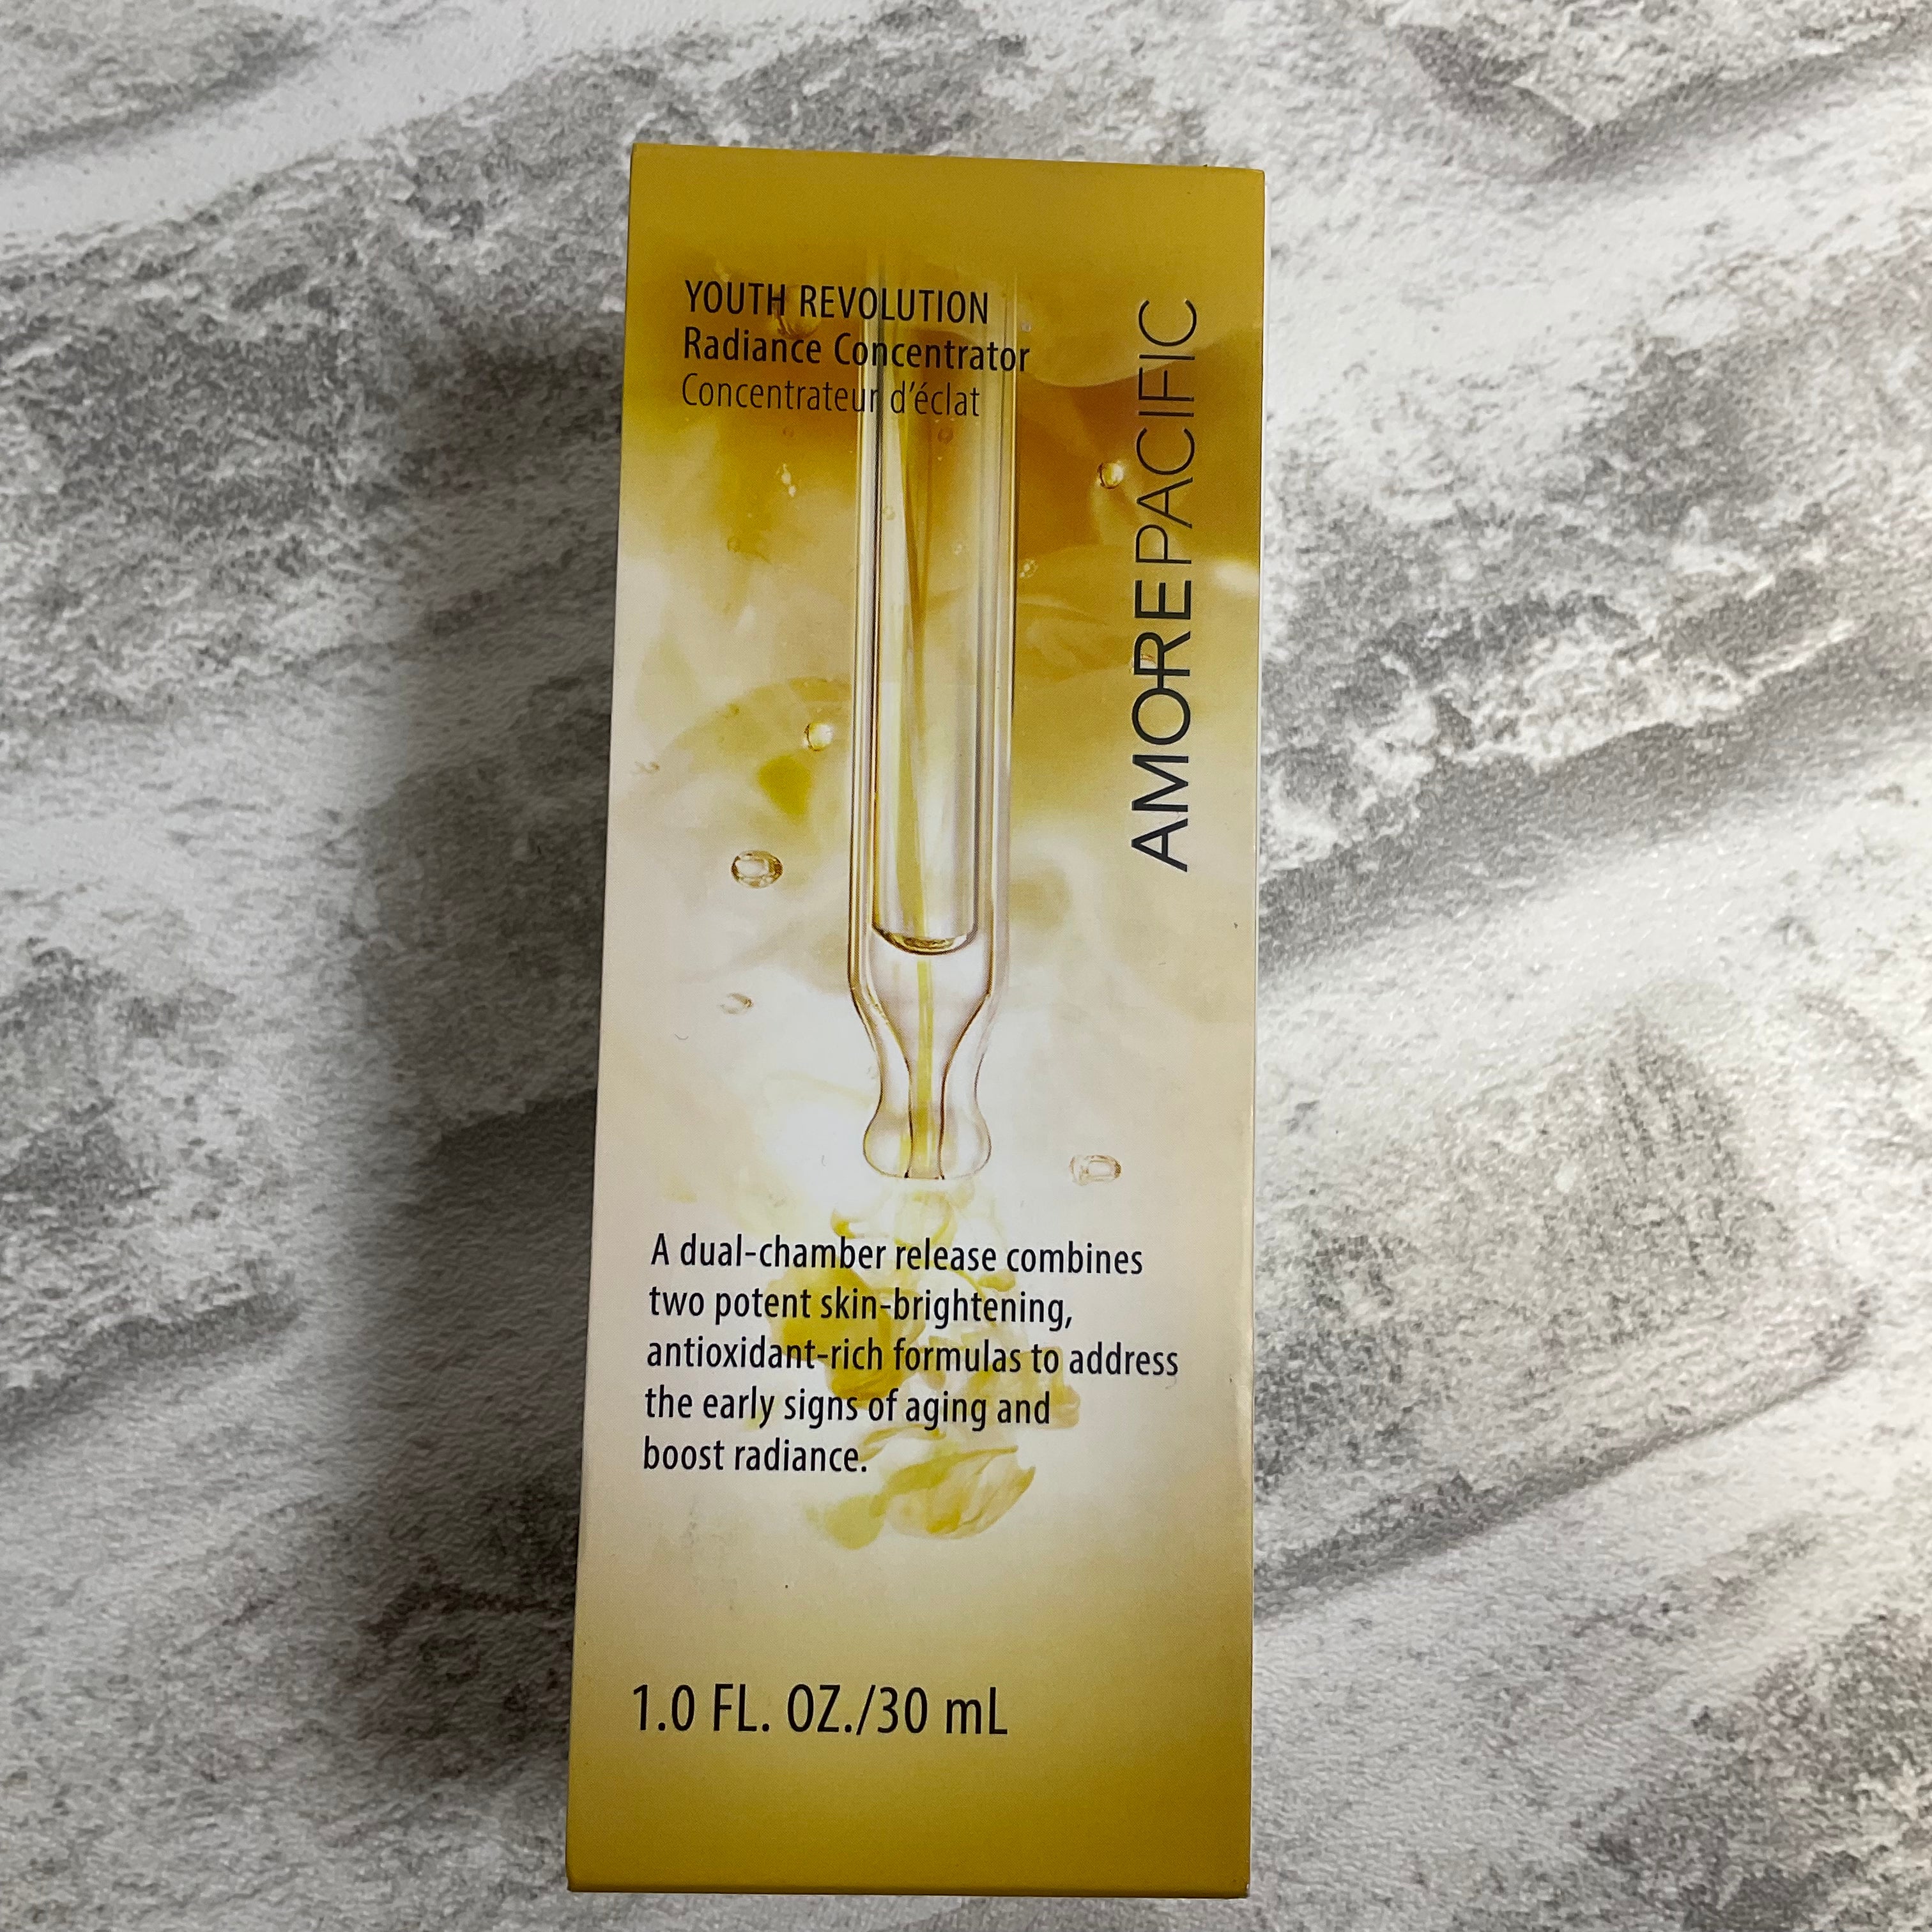 YOUTH REVOLUTION
Radiance Concentrator
Concentrateur d'éclat
AMOREPACIFIC
A dual-chamber release combines
two potent skin-brightening,
antioxidant-rich formulas to address
the early signs of aging and
boost radiance.
1.0 FL. OZ./30 mL